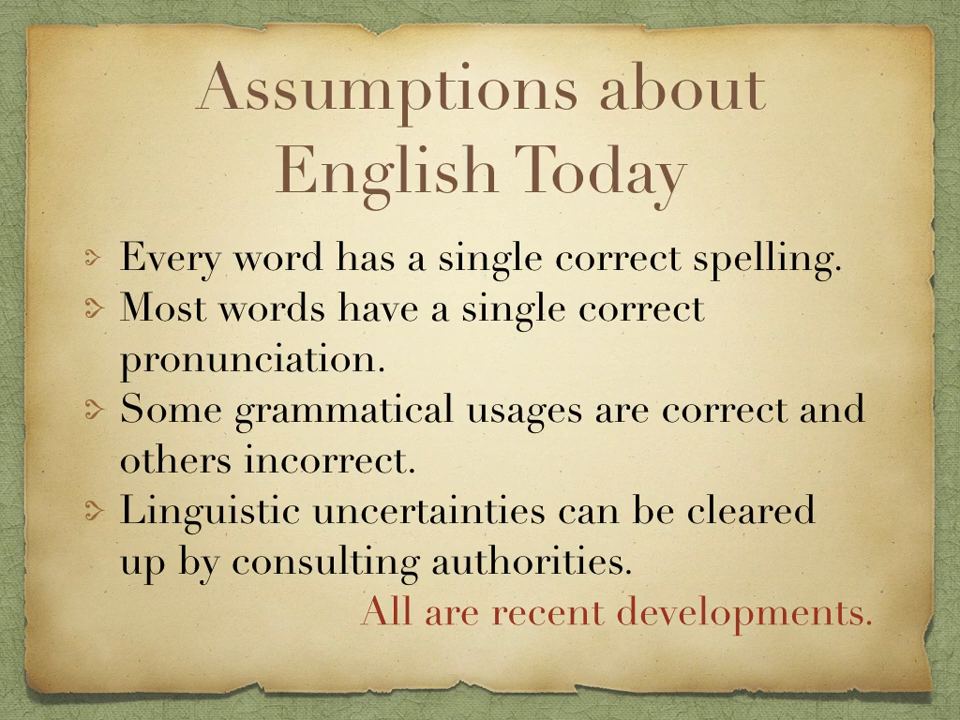 Assumptions about
English Today
Every word has a single correct spelling.
Most words have a single correct
pronunciation.
Some grammatical usages are correct and
others incorrect.
Linguistic uncertainties can be cleared
up by consulting authorities.
All are recent developments.